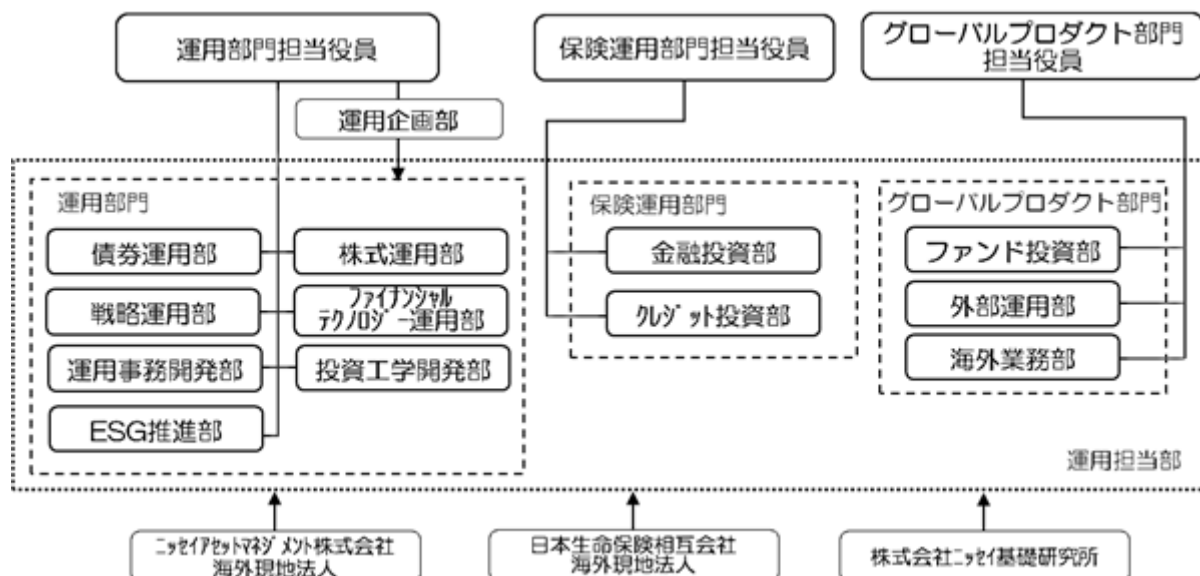 運用部門担当役員
保険運用部門担当役員
グローバルプロダクト部門
担当役員
運用企画部
運用部門
債券運用部
株式運用部
戦略運用部
ファイナンシャル
テクノロジー運用部
運用事務開発部
投資工学開発部
ESG推進部
保険運用部門
金融投資部
クレジット投資部
グローバルプロダクト部門
ファンド投資部
外部運用部
海外業務部
運用担当部
ニッセイアセットマネジメント株式会社
海外現地法人
日本生命保険相互会社
海外現地法人
株式会社ニッセイ基礎研究所